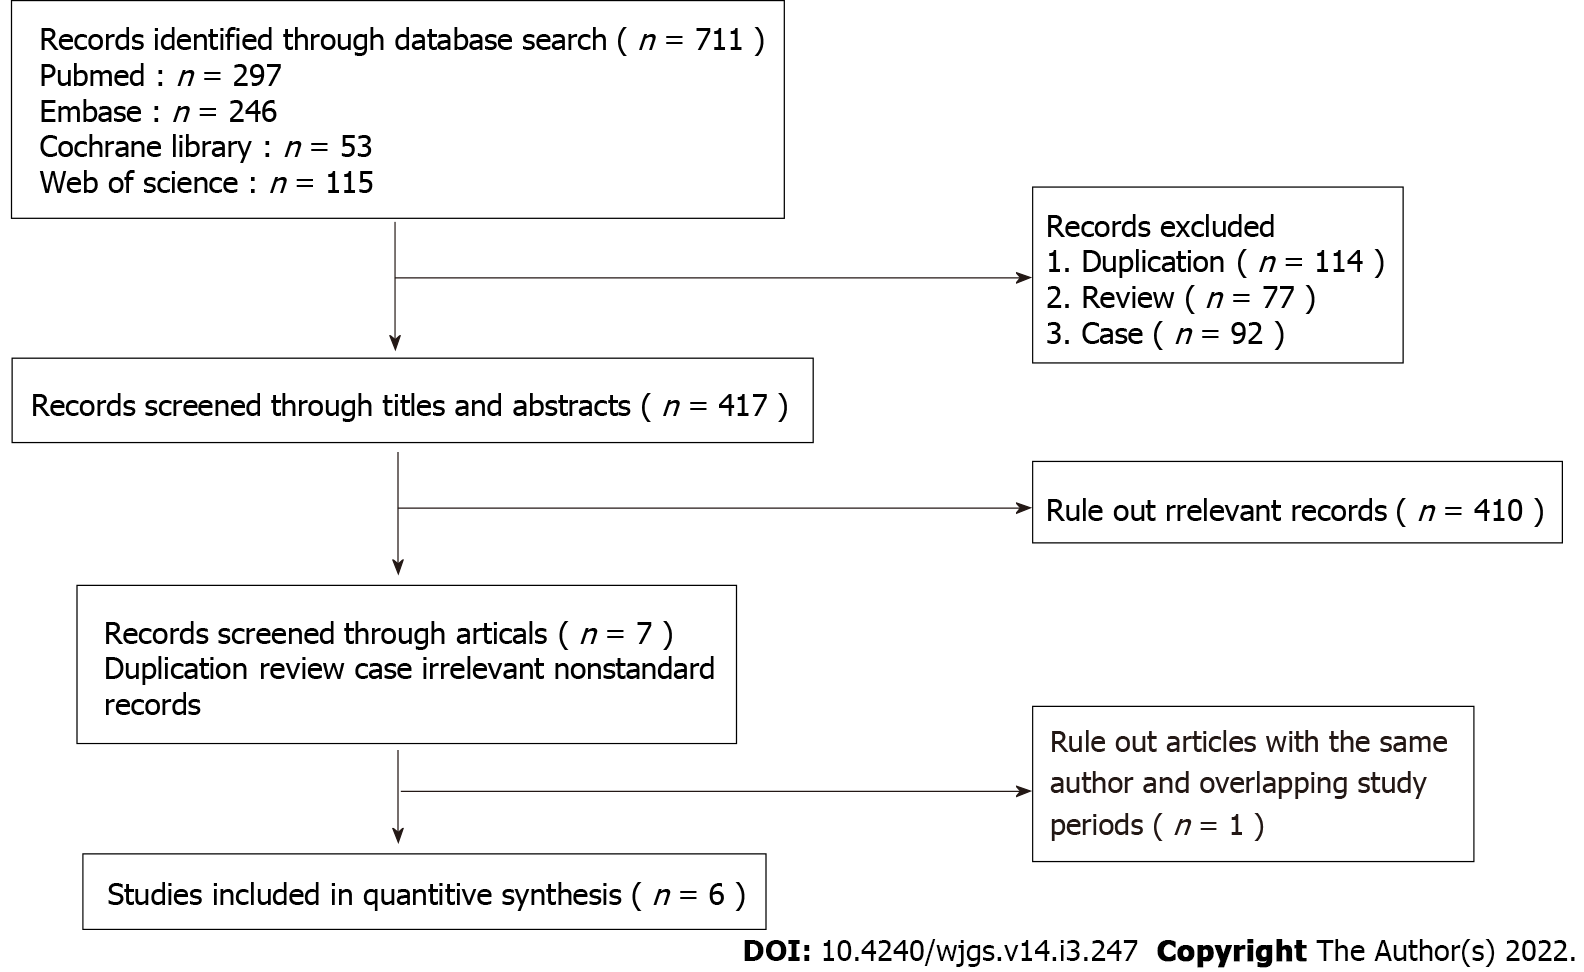 Records identified through database search ( n = 711 )
Pubmed : n = 297
Embase : n = 246
Cochrane library : n = 53
Web of science : n = 115
Records excluded
1. Duplication ( n = 114 )
2. Review ( n = 77 )
3. Case ( n = 92 )
Records screened through titles and abstracts ( n = 417 )
Rule out rrelevant records ( n = 410 )
Records screened through articals ( n = 7 )
Duplication review case irrelevant nonstandard
records
Rule out articles with the same
author and overlapping study
periods ( n = 1 )
Studies included in quantitive synthesis ( n = 6 )
DOI: 10.4240/wjgs.v14.i3.247 Copyright The Author(s) 2022.